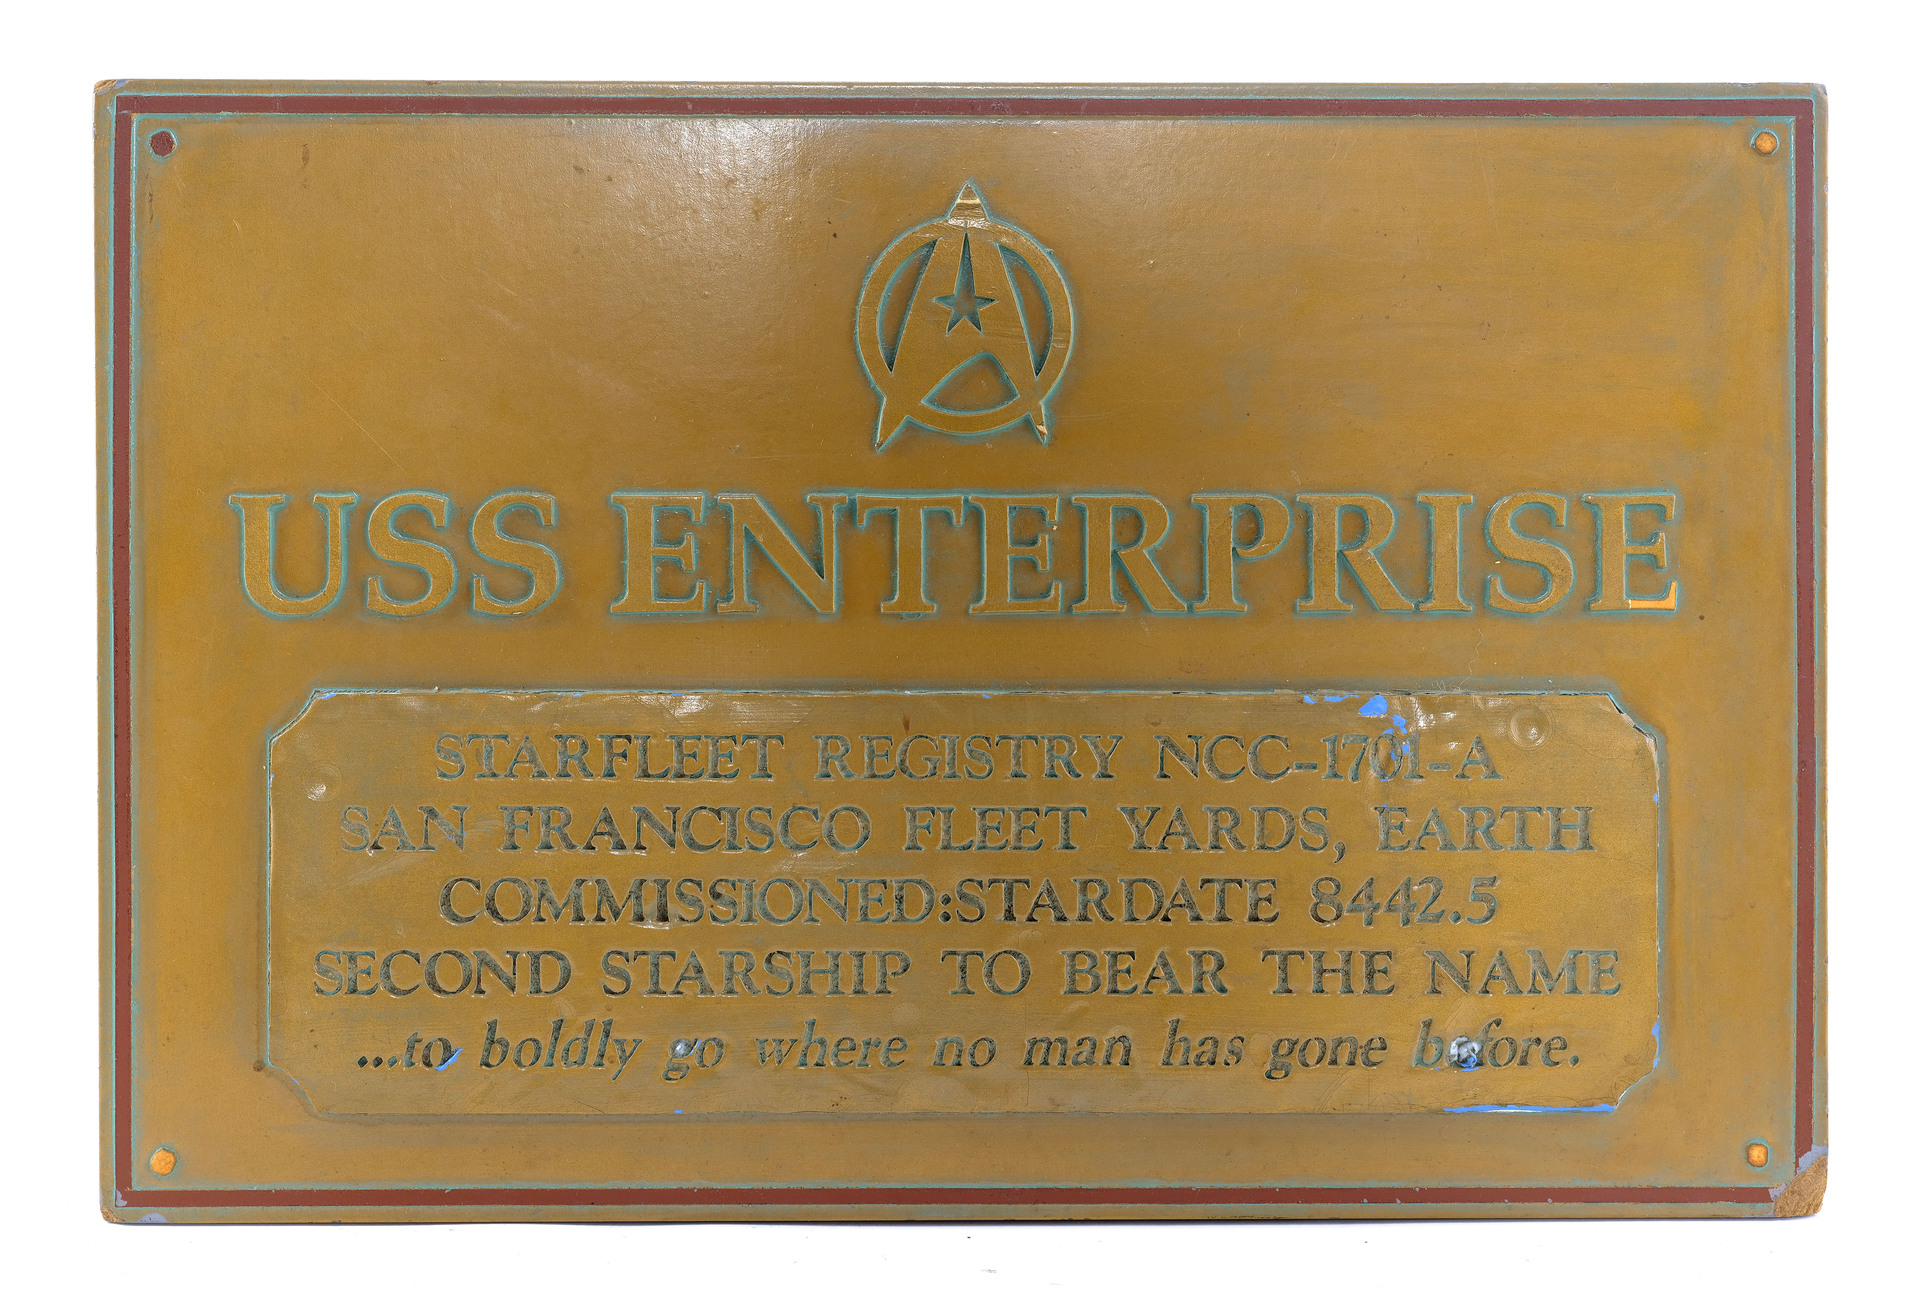 USS ENTERPRISE
STARFLEET REGISTRY NCC-1701-A
SAN FRANCISCO FLEET YARDS, EARTH
COMMISSIONED:STARDATE 8442.5
SECOND STARSHIP TO BEAR THE NAME
...to boldly go where no man has gone before.